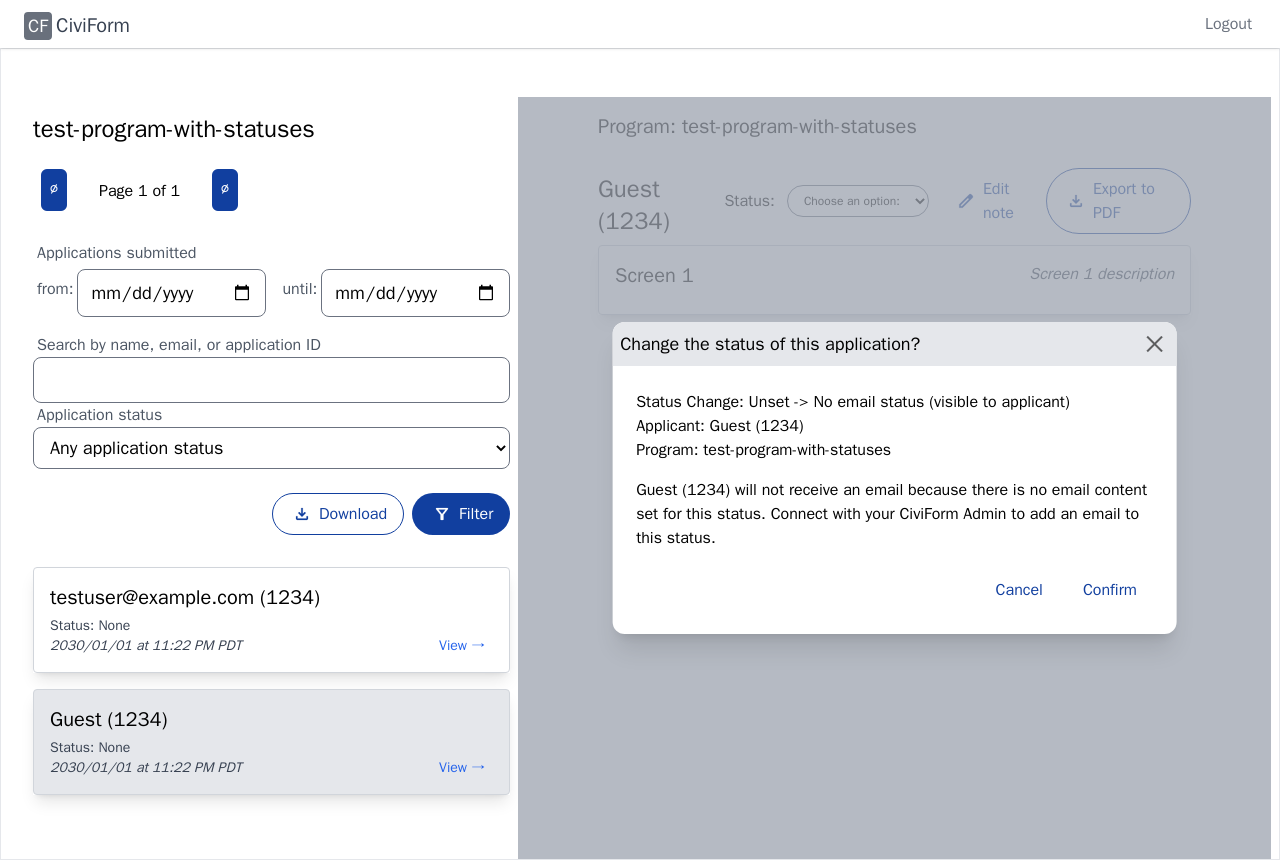 CF CiviForm
Logout
test-program-with-statuses
∅ Page 1 of 1 ∅
Applications submitted
from: mm/dd/yyyy until: mm/dd/yyyy
Search by name, email, or application ID
Application status
Any application status
Download Filter
testuser@example.com (1234)
Status: None
2030/01/01 at 11:22 PM PDT View →
Guest (1234)
Status: None
2030/01/01 at 11:22 PM PDT View →
Program: test-program-with-statuses
Guest
(1234)
Status: Choose an option:
Edit
note
Export to
PDF
Screen 1 Screen 1 description
Change the status of this application?
Status Change: Unset -> No email status (visible to applicant)
Applicant: Guest (1234)
Program: test-program-with-statuses
Guest (1234) will not receive an email because there is no email content
set for this status. Connect with your CiviForm Admin to add an email to
this status.
Cancel Confirm